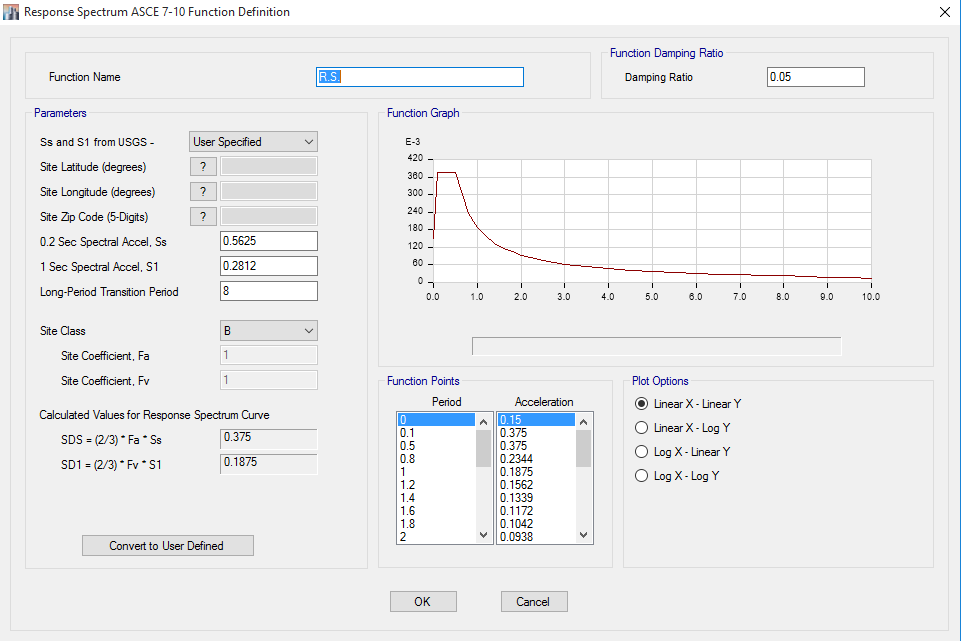 Response Spectrum ASCE 7-10 Function Definition
Function Name
R.S.
Function Damping Ratio
Damping Ratio
0.05
Parameters
Ss and S1 from USGS -
User Specified
Site Latitude (degrees)
?
Site Longitude (degrees)
?
Site Zip Code (5-Digits)
?
0.2 Sec Spectral Accel, Ss
0.5625
1 Sec Spectral Accel, S1
0.2812
Long-Period Transition Period
8
Site Class
B
Site Coefficient, Fa
1
Site Coefficient, Fv
1
Calculated Values for Response Spectrum Curve
SDS = (2/3) * Fa * Ss
0.375
SD1 = (2/3) * Fv * S1
0.1875
Convert to User Defined
Function Graph
E-3
420
360
300
240
180
120
60
0
0.0 1.0 2.0 3.0 4.0 5.0 6.0 7.0 8.0 9.0 10.0
Function Points
Period Acceleration
0 0.15
0.1 0.375
0.5 0.375
0.8 0.2344
1 0.1875
1.2 0.1562
1.4 0.1339
1.6 0.1172
1.8 0.1042
2 0.0938
Plot Options
Linear X - Linear Y
Linear X - Log Y
Log X - Linear Y
Log X - Log Y
OK Cancel